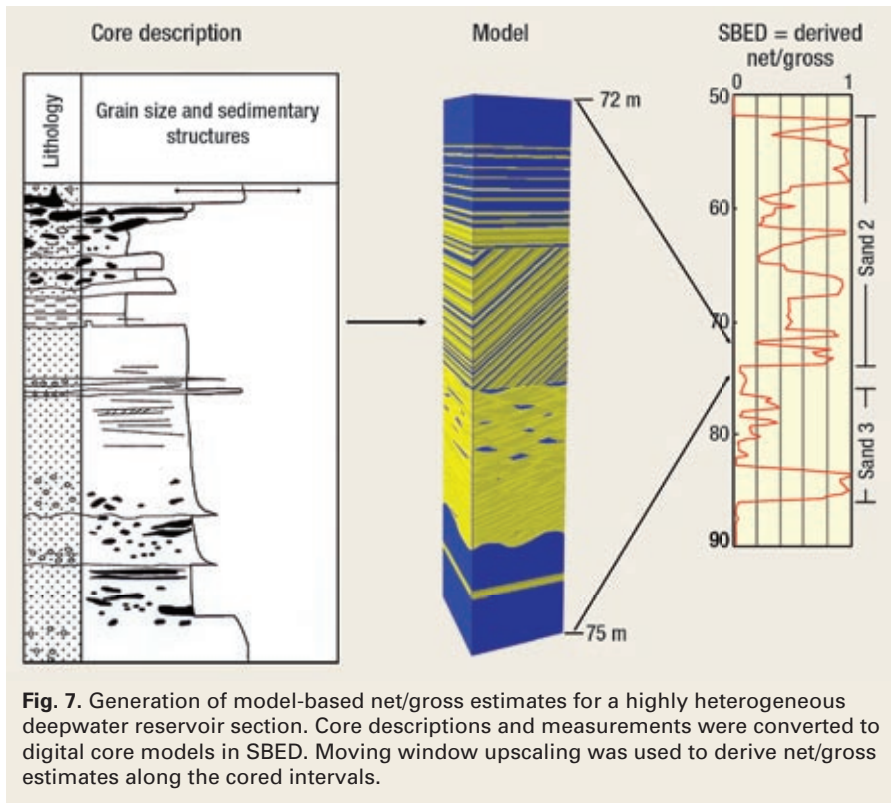 Core description
Model
SBED = derived
net/gross
Lithology
Grain size and sedimentary
structures
72 m
75 m
0 1
50
60
70
80
90
Sand 2
Sand 3
Fig. 7. Generation of model-based net/gross estimates for a highly heterogeneous
deepwater reservoir section. Core descriptions and measurements were converted to
digital core models in SBED. Moving window upscaling was used to derive net/gross
estimates along the cored intervals.